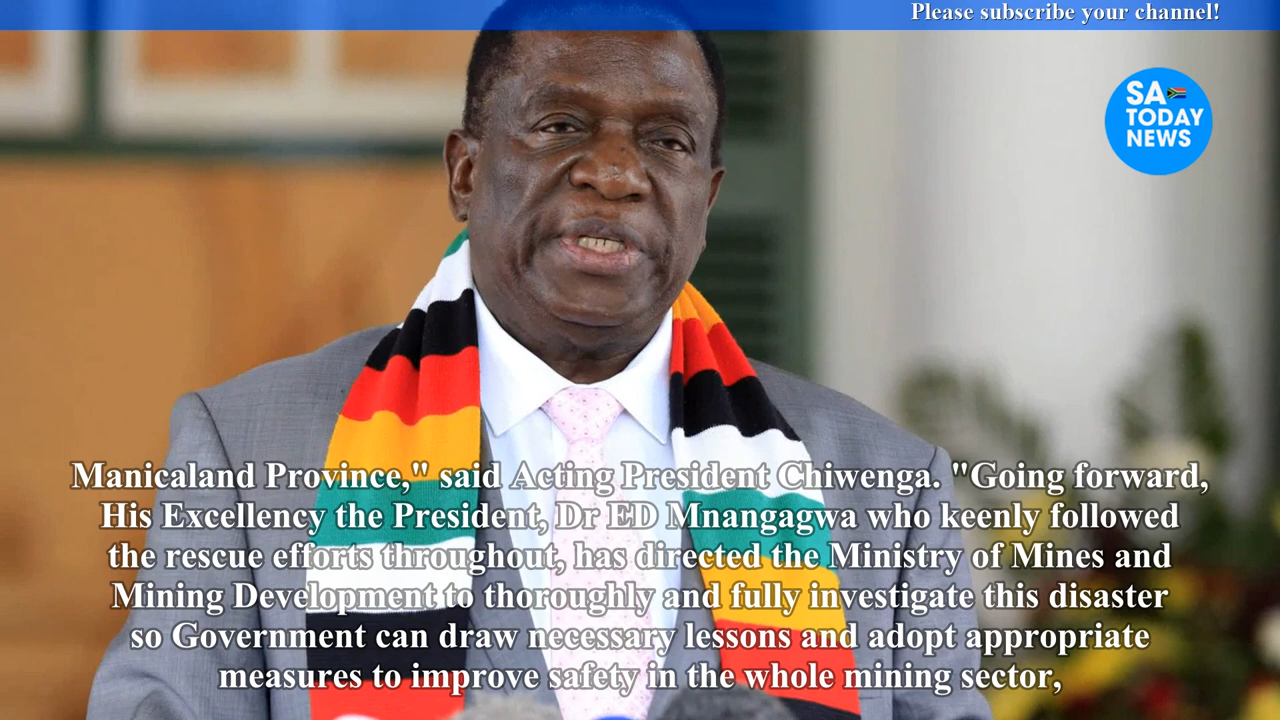 Please subscribe your channel!
SA
TODAY
NEWS
Manicaland Province," said Acting President Chiwenga. "Going forward,
His Excellency the President, Dr ED Mnangagwa who keenly followed
the rescue efforts throughout, has directed the Ministry of Mines and
Mining Development to thoroughly and fully investigate this disaster
so Government can draw necessary lessons and adopt appropriate
measures to improve safety in the whole mining sector,